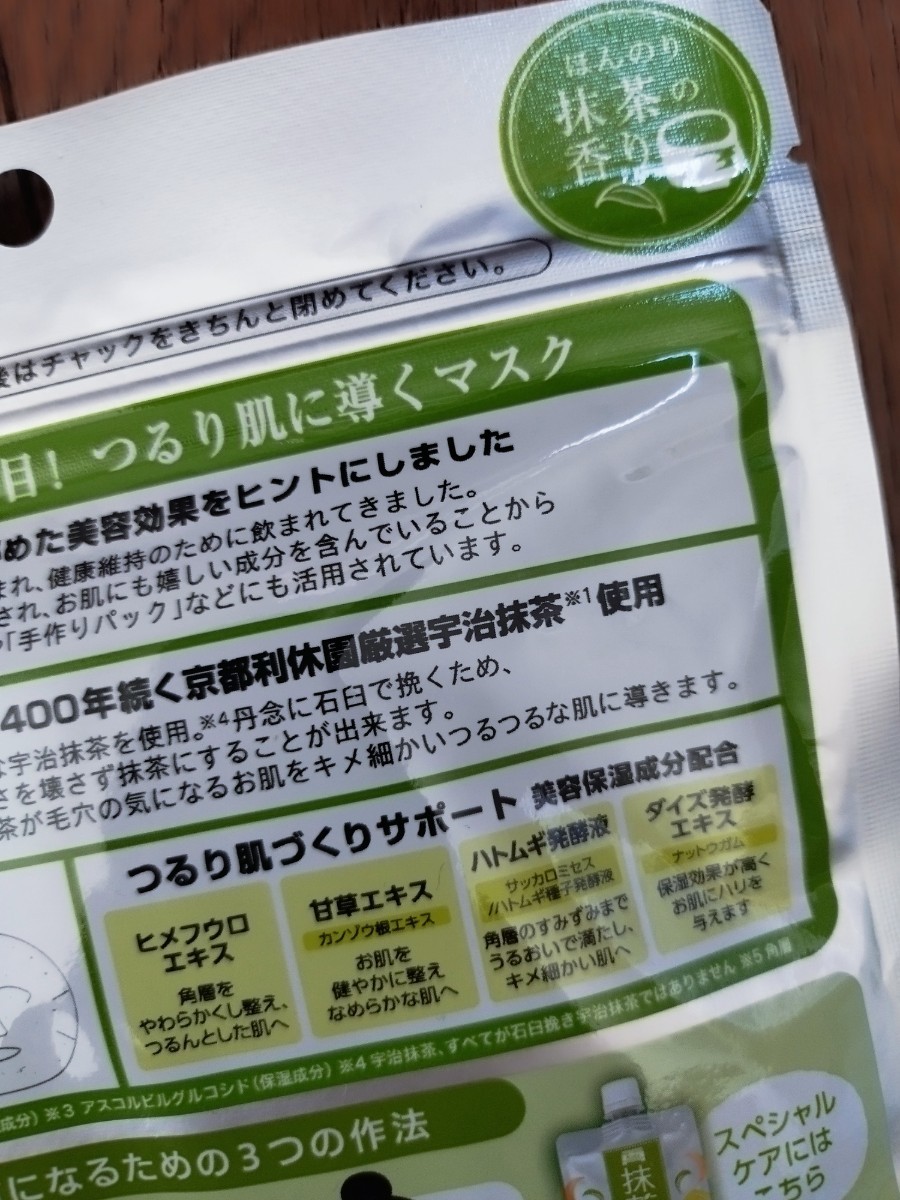 ほんのり
抹茶の
香り
後はチャックをきちんと閉めてください。
目! つるり肌に導くマスク
めた美容効果をヒントにしました
まれ、健康維持のために飲まれてきました。
され、お肌にも嬉しい成分を含んでいることから
「手作りパック」などにも活用されています。
400年続く京都利休園厳選宇治抹茶※1使用
な宇治抹茶を使用。※4丹念に石臼で挽くため、
さを壊さず抹茶にすることが出来ます。
茶が毛穴の気になるお肌をキメ細かいつるつるな肌に導きます。
つるり肌づくりサポート 美容保湿成分配合
ヒメフウロ
エキス
角層を
やわらかくし整え、
つるんとした肌へ
甘草エキス
カンゾウ根エキス
お肌を
健やかに整え
なめらかな肌へ
ハトムギ発酵液
サッカロミセス
/ハトムギ種子発酵液
角層のすみずみまで
うるおいで満たし、
キメ細かい肌へ
ダイズ発酵
エキス
ナットウガム
保湿効果が高く
お肌にハリを
与えます
成分) ※3 アスコルビルグルコシド(保湿成分) ※4 宇治抹茶、すべてが石臼挽き宇治抹茶ではありません ※5 角層
になるための3つの作法
スペシャル
ケアには
こちら
抹